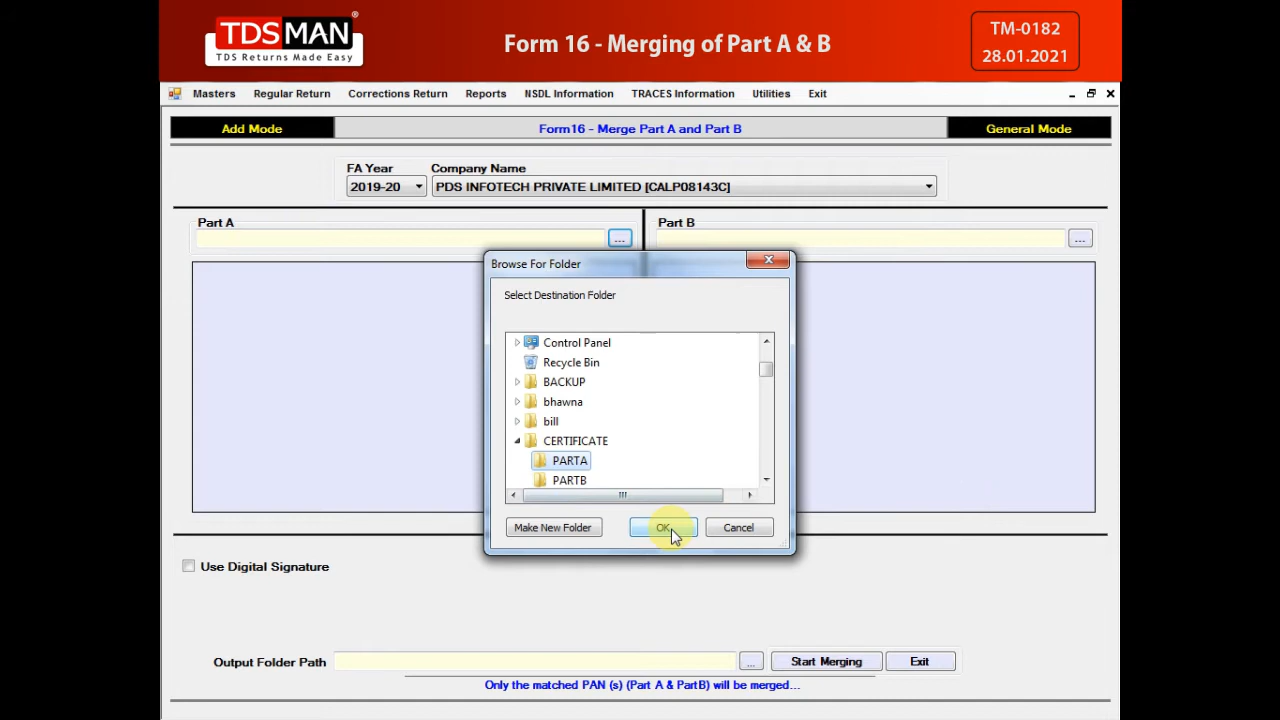 TDSMAN®
TDS Returns Made Easy
Form 16 - Merging of Part A & B
TM-0182
28.01.2021
Masters Regular Return Corrections Return Reports NSDL Information TRACES Information Utilities Exit
Add Mode Form16 - Merge Part A and Part B General Mode
FA Year Company Name
2019-20 PDS INFOTECH PRIVATE LIMITED [CALP08143C]
Part A Part B
... ...
Browse For Folder
Select Destination Folder
Control Panel
Recycle Bin
BACKUP
bhawna
bill
CERTIFICATE
PARTA
PARTB
Make New Folder OK Cancel
Use Digital Signature
Output Folder Path ... Start Merging Exit
Only the matched PAN (s) (Part A & PartB) will be merged...